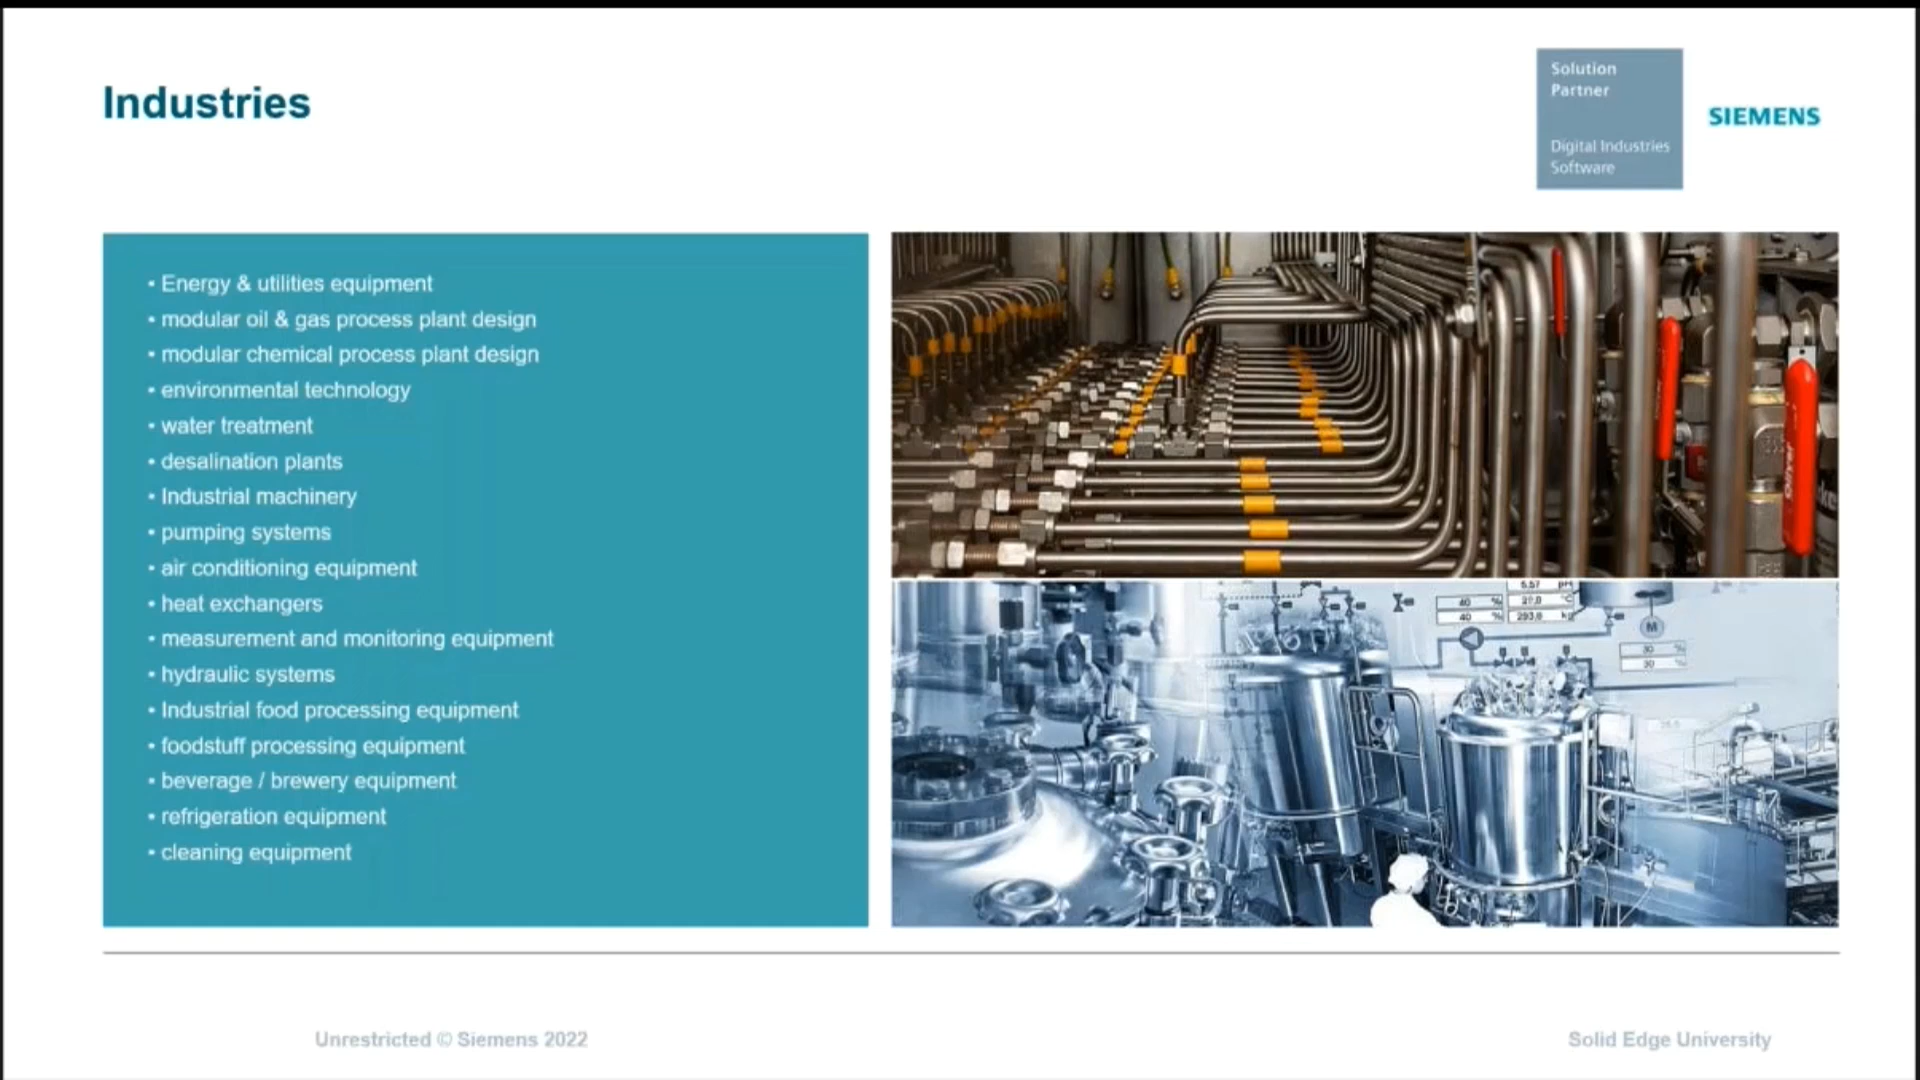 Industries
Solution
Partner
Digital Industries
Software
SIEMENS
• Energy & utilities equipment
• modular oil & gas process plant design
• modular chemical process plant design
• environmental technology
• water treatment
• desalination plants
• Industrial machinery
• pumping systems
• air conditioning equipment
• heat exchangers
• measurement and monitoring equipment
• hydraulic systems
• Industrial food processing equipment
• foodstuff processing equipment
• beverage / brewery equipment
• refrigeration equipment
• cleaning equipment
40 %
40 %
M
30 %
Unrestricted © Siemens 2022
Solid Edge University